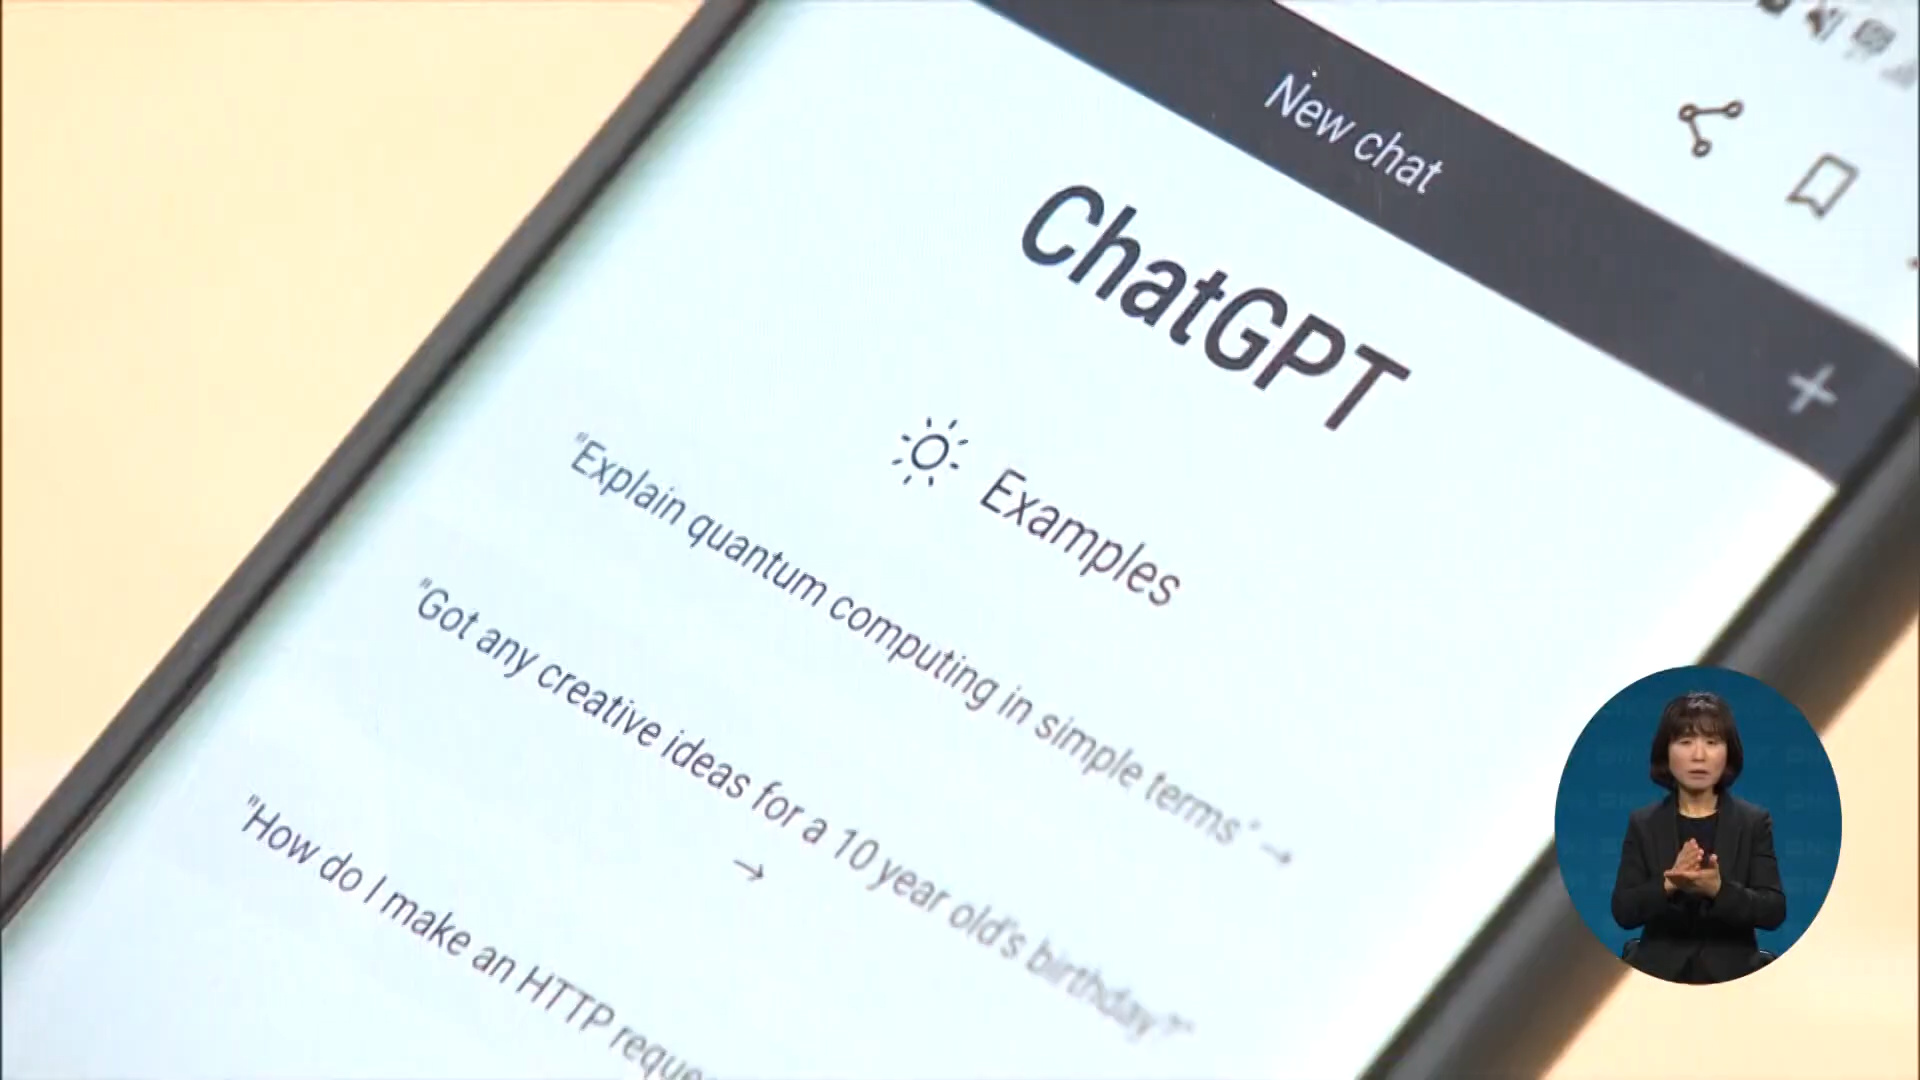 New chat
+
ChatGPT
Examples
"Explain quantum computing in simple terms" →
"Got any creative ideas for a 10 year old's birthday?"
→
"How do I make an HTTP